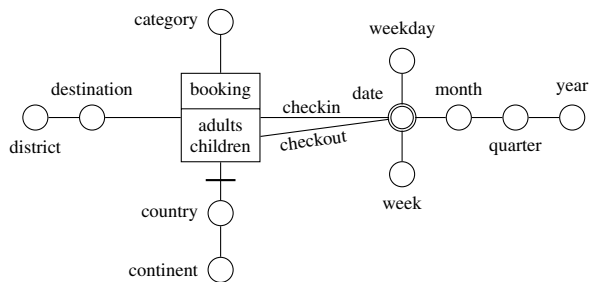 category
weekday
booking
destination
date
month
year
checkin
adults
children
checkout
district
quarter
week
country
continent